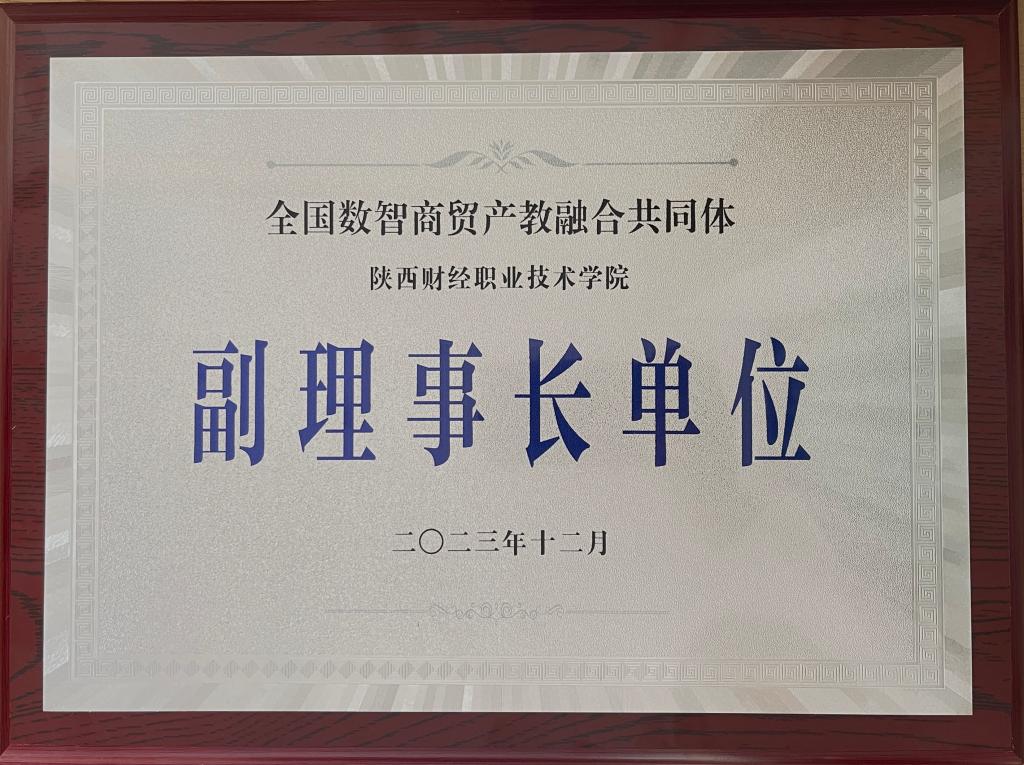 全国数智商贸产教融合共同体
陕西财经职业技术学院
副理事长单位
二〇二三年十二月